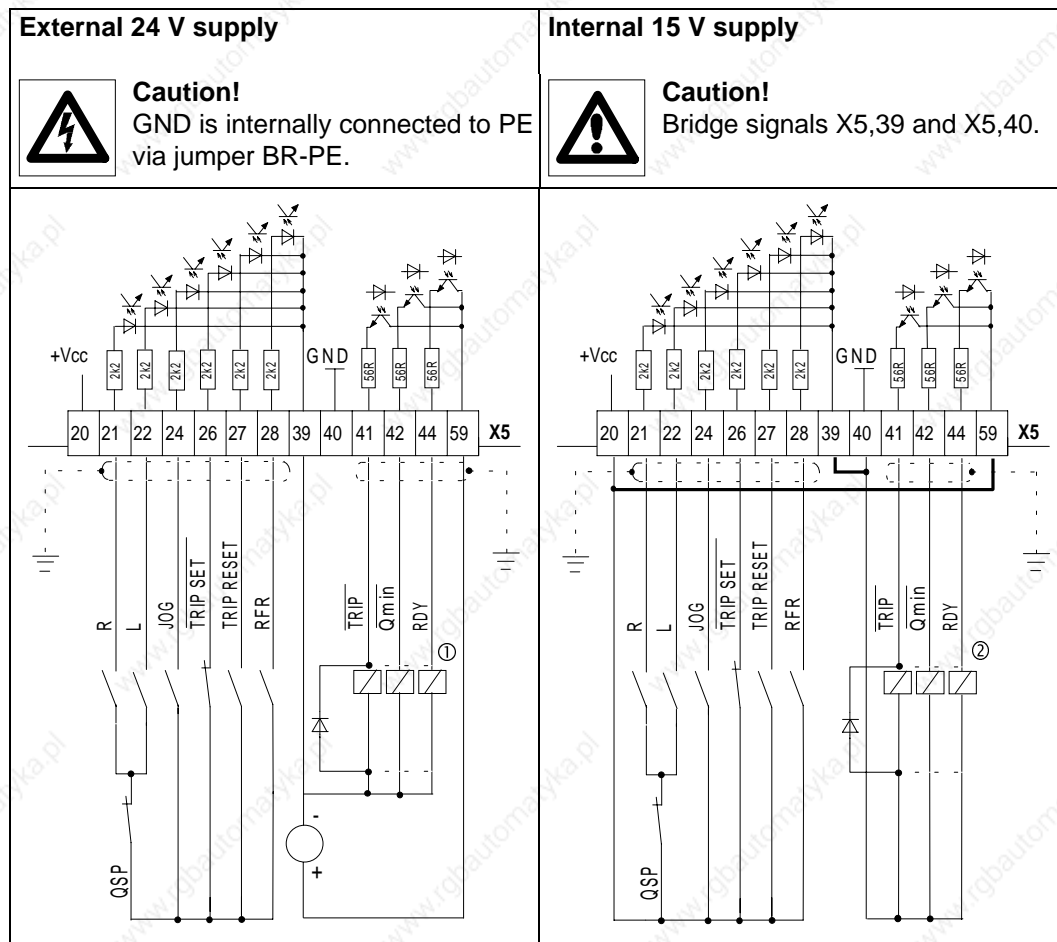 External 24 V supply
Caution!
GND is internally connected to PE
via jumper BR-PE.
+Vcc
2k2 2k2 2k2 2k2 2k2 2k2
GND
56R 56R 56R
20 21 22 24 26 27 28 39 40 41 42 44 59 X5
R L JOG TRIP SET TRIP RESET RFR
TRIP Qmin RDY
①
QSP
-
+
Internal 15 V supply
Caution!
Bridge signals X5,39 and X5,40.
+Vcc
2k2 2k2 2k2 2k2 2k2 2k2
GND
56R 56R 56R
20 21 22 24 26 27 28 39 40 41 42 44 59 X5
R L JOG TRIP SET TRIP RESET RFR
TRIP Qmin RDY
②
QSP
www.rgbautomatyka.pl